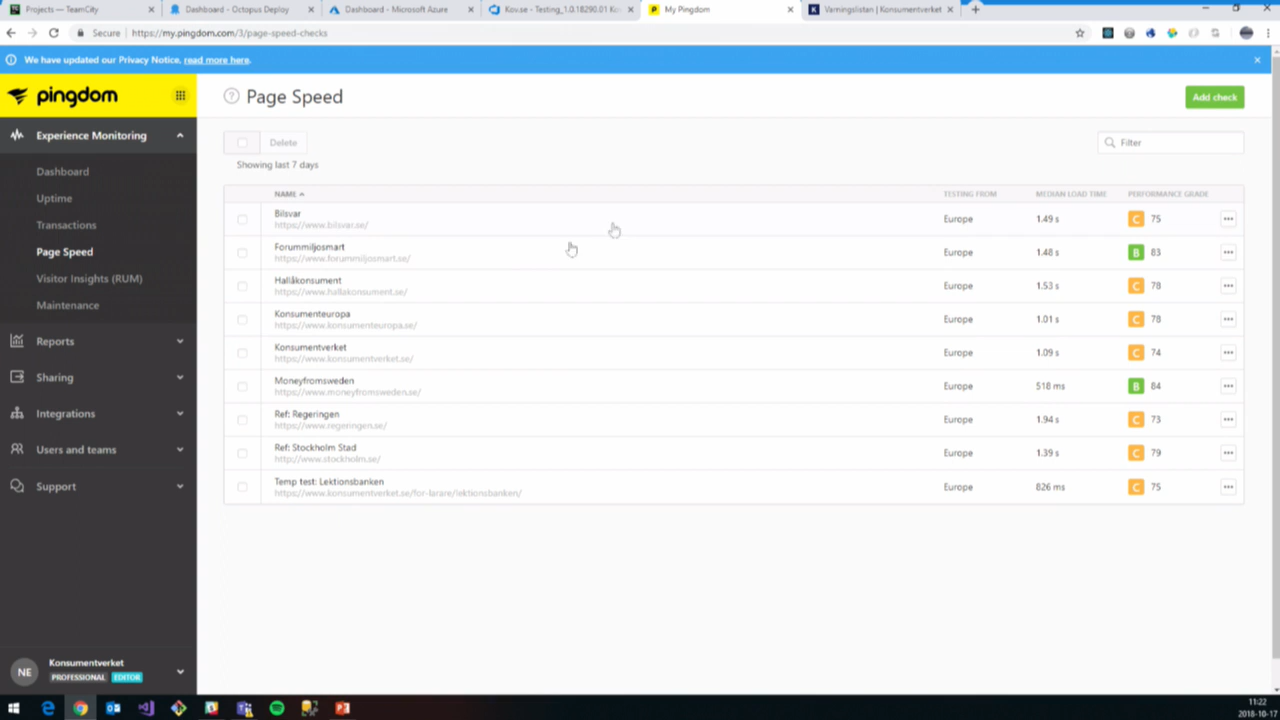 Projects — TeamCity
Dashboard - Octopus Deploy
Dashboard - Microsoft Azure
Kov.se - Testing_1.0.18290.01 Ko
My Pingdom
Varningslistan | Konsumentverket
Secure
https://my.pingdom.com/3/page-speed-checks
We have updated our Privacy Notice, read more here.
pingdom
Page Speed
Add check
Experience Monitoring
Delete
Filter
Showing last 7 days
Dashboard
Uptime
Transactions
Page Speed
Visitor Insights (RUM)
Maintenance
Reports
Sharing
Integrations
Users and teams
Support
NAME
TESTING FROM
MEDIAN LOAD TIME
PERFORMANCE GRADE
Bilsvar
https://www.bilsvar.se/
Europe
1.49 s
C 75
Forummiljosmart
https://www.forummiljosmart.se/
Europe
1.48 s
B 83
Hallåkonsument
https://www.hallakonsument.se/
Europe
1.53 s
C 78
Konsumenteuropa
https://www.konsumenteuropa.se/
Europe
1.01 s
C 78
Konsumentverket
https://www.konsumentverket.se/
Europe
1.09 s
C 74
Moneyfromsweden
https://www.moneyfromsweden.se/
Europe
518 ms
B 84
Ref: Regeringen
https://www.regeringen.se/
Europe
1.94 s
C 73
Ref: Stockholm Stad
http://www.stockholm.se/
Europe
1.39 s
C 79
Temp test: Lektionsbanken
https://www.konsumentverket.se/for-larare/lektionsbanken/
Europe
826 ms
C 75
NE
Konsumentverket
PROFESSIONAL EDITOR
11:22
2018-10-17